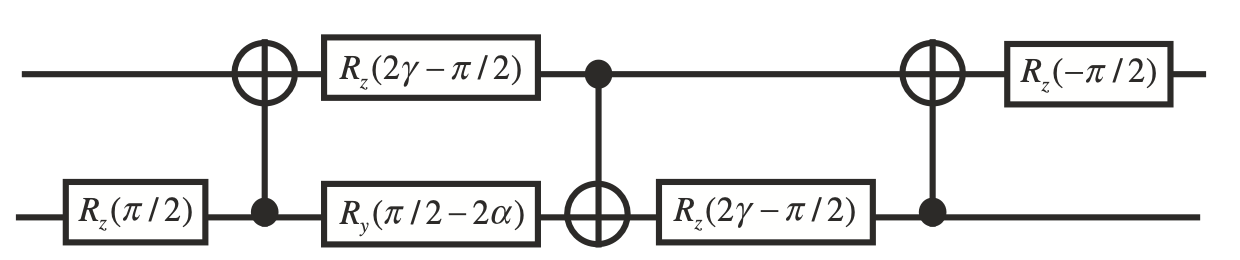 R_z(2γ − π / 2) R_z(−π / 2)
R_z(π / 2) R_y(π / 2 − 2α) R_z(2γ − π / 2)